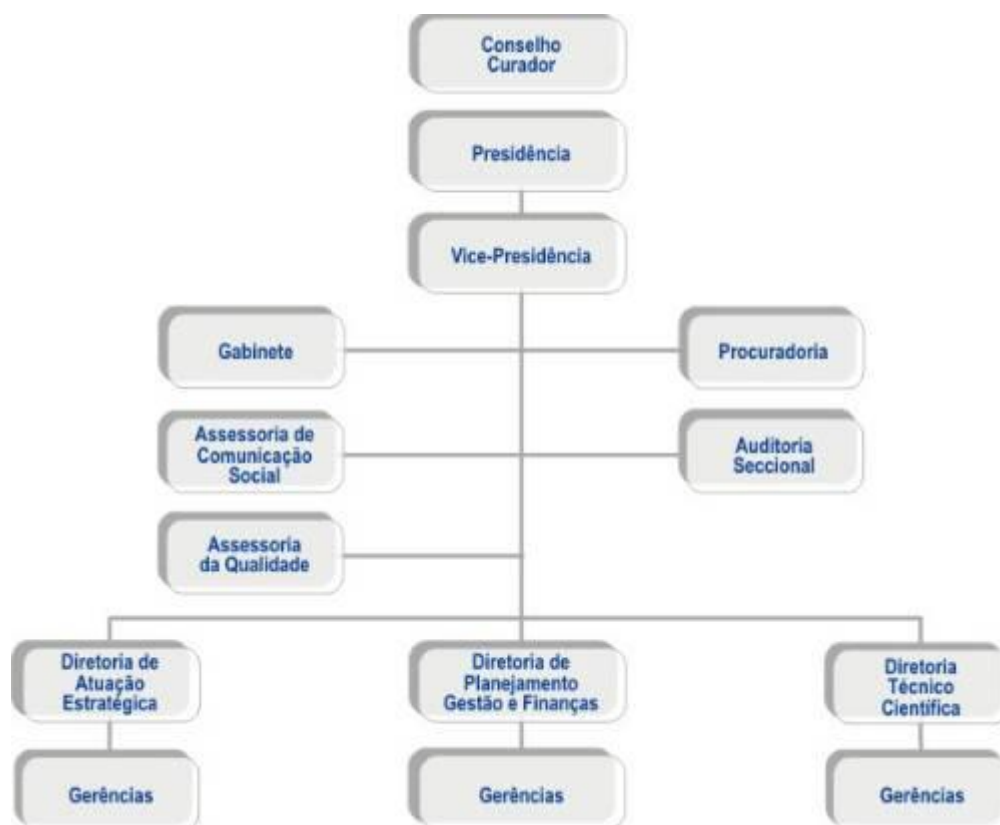 Conselho
Curador
Presidência
Vice-Presidência
Gabinete
Procuradoria
Assessoria de
Comunicação
Social
Auditoria
Seccional
Assessoria
da Qualidade
Diretoria de
Atuação
Estratégica
Diretoria de
Planejamento
Gestão e Finanças
Diretoria
Técnico
Científica
Gerências
Gerências
Gerências